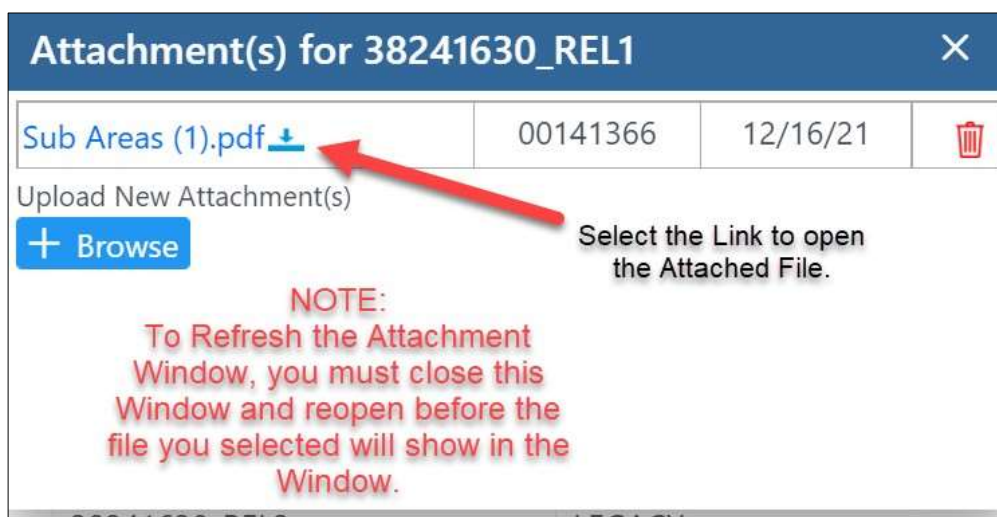 Attachment(s) for 38241630_REL1
Sub Areas (1).pdf 00141366 12/16/21
Upload New Attachment(s)
+ Browse
Select the Link to open
the Attached File.
NOTE:
To Refresh the Attachment
Window, you must close this
Window and reopen before the
file you selected will show in the
Window.